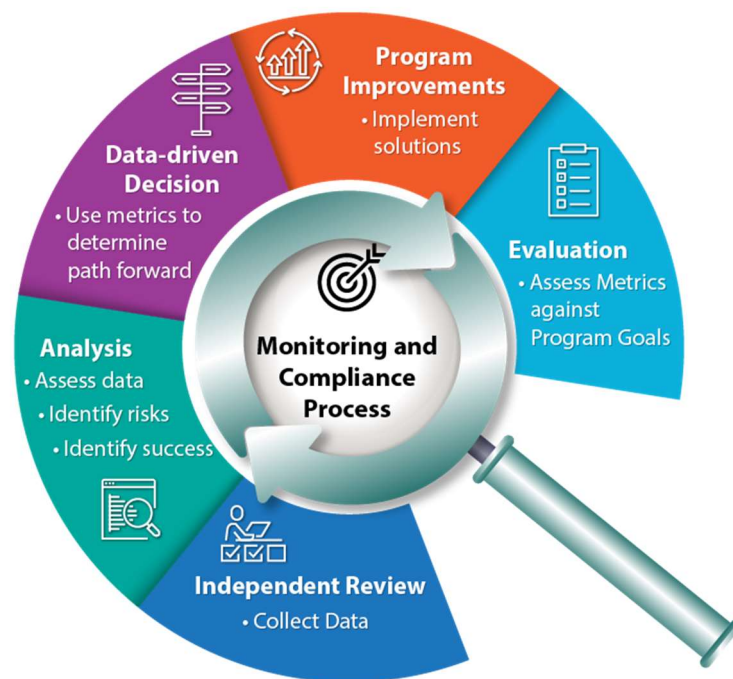 Program
Improvements
• Implement
solutions
Data-driven
Decision
• Use metrics to
determine
path forward
Evaluation
• Assess Metrics
against
Program Goals
Monitoring and
Compliance
Process
Analysis
• Assess data
• Identify risks
• Identify success
Independent Review
• Collect Data